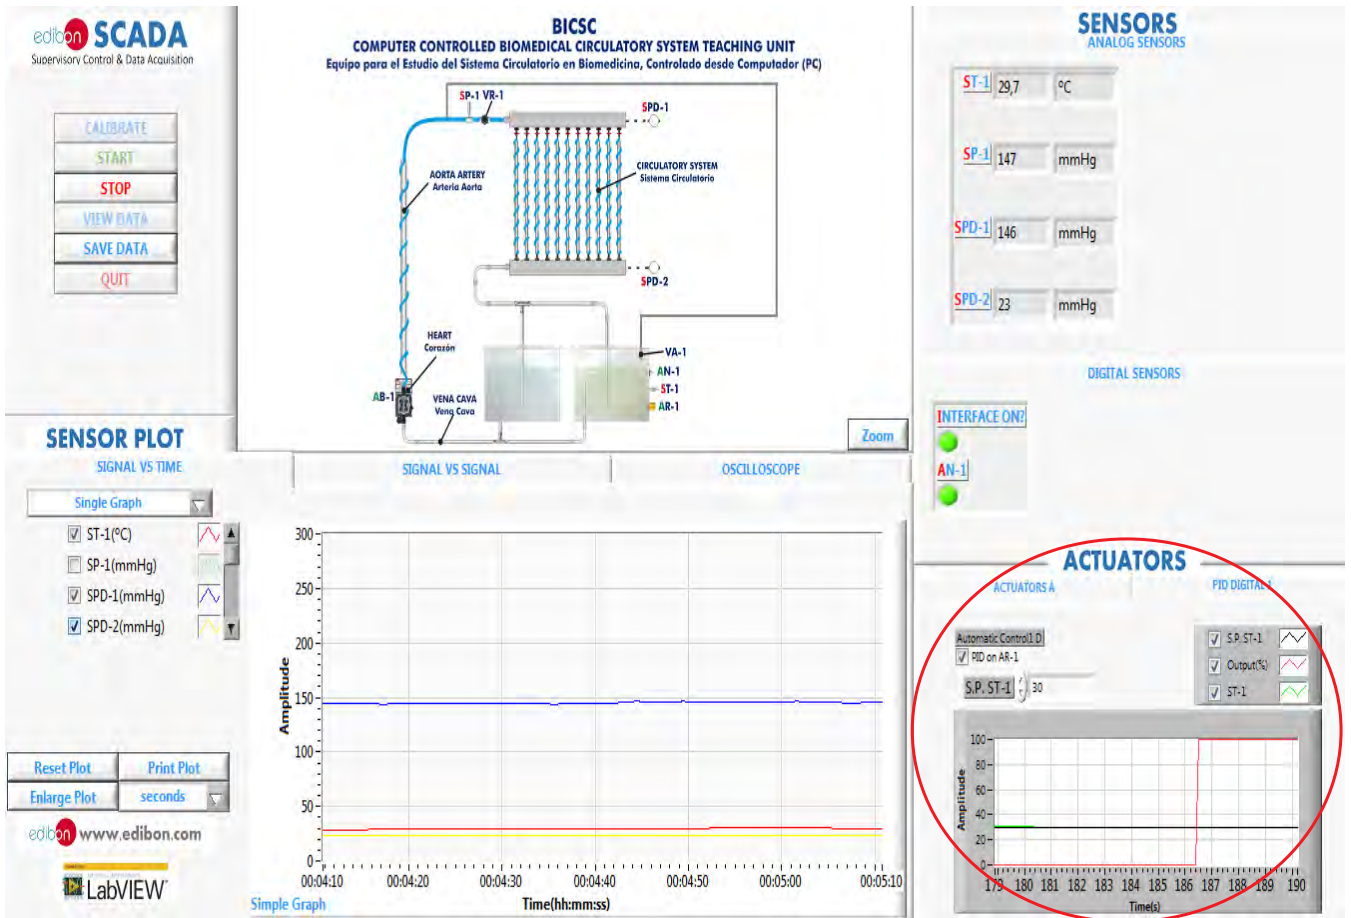 edibon SCADA
Supervisory Control & Data Acquisition
CALIBRATE
START
STOP
VIEW DATA
SAVE DATA
QUIT
BICSC
COMPUTER CONTROLLED BIOMEDICAL CIRCULATORY SYSTEM TEACHING UNIT
Equipo para el Estudio del Sistema Circulatorio en Biomedicina, Controlado desde Computador (PC)
SP-1 VR-1
SPD-1
AORTA ARTERY
Arteria Aorta
CIRCULATORY SYSTEM
Sistema Circulatorio
SPD-2
HEART
Corazón
AB-1
VENA CAVA
Vena Cava
VA-1
AN-1
ST-1
AR-1
Zoom
SENSORS
ANALOG SENSORS
ST-1 29,7 ºC
SP-1 147 mmHg
SPD-1 146 mmHg
SPD-2 23 mmHg
DIGITAL SENSORS
INTERFACE ON?
AN-1
SENSOR PLOT
SIGNAL VS TIME
SIGNAL VS SIGNAL
OSCILLOSCOPE
Single Graph
ST-1(ºC)
SP-1(mmHg)
SPD-1(mmHg)
SPD-2(mmHg)
Reset Plot
Print Plot
Enlarge Plot
seconds
edibon www.edibon.com
LabVIEW
Amplitude
300
250
200
150
100
50
0
00:04:10 00:04:20 00:04:30 00:04:40 00:04:50 00:05:00 00:05:10
Simple Graph
Time(hh:mm:ss)
ACTUATORS
ACTUATORS A
PID DIGITAL 1
Automatic Control1 D
PID on AR-1
S.P. ST-1 30
S.P. ST-1
Output(%)
ST-1
Amplitude
100
80
60
40
20
0
179 180 181 182 183 184 185 186 187 188 189 190
Time(s)